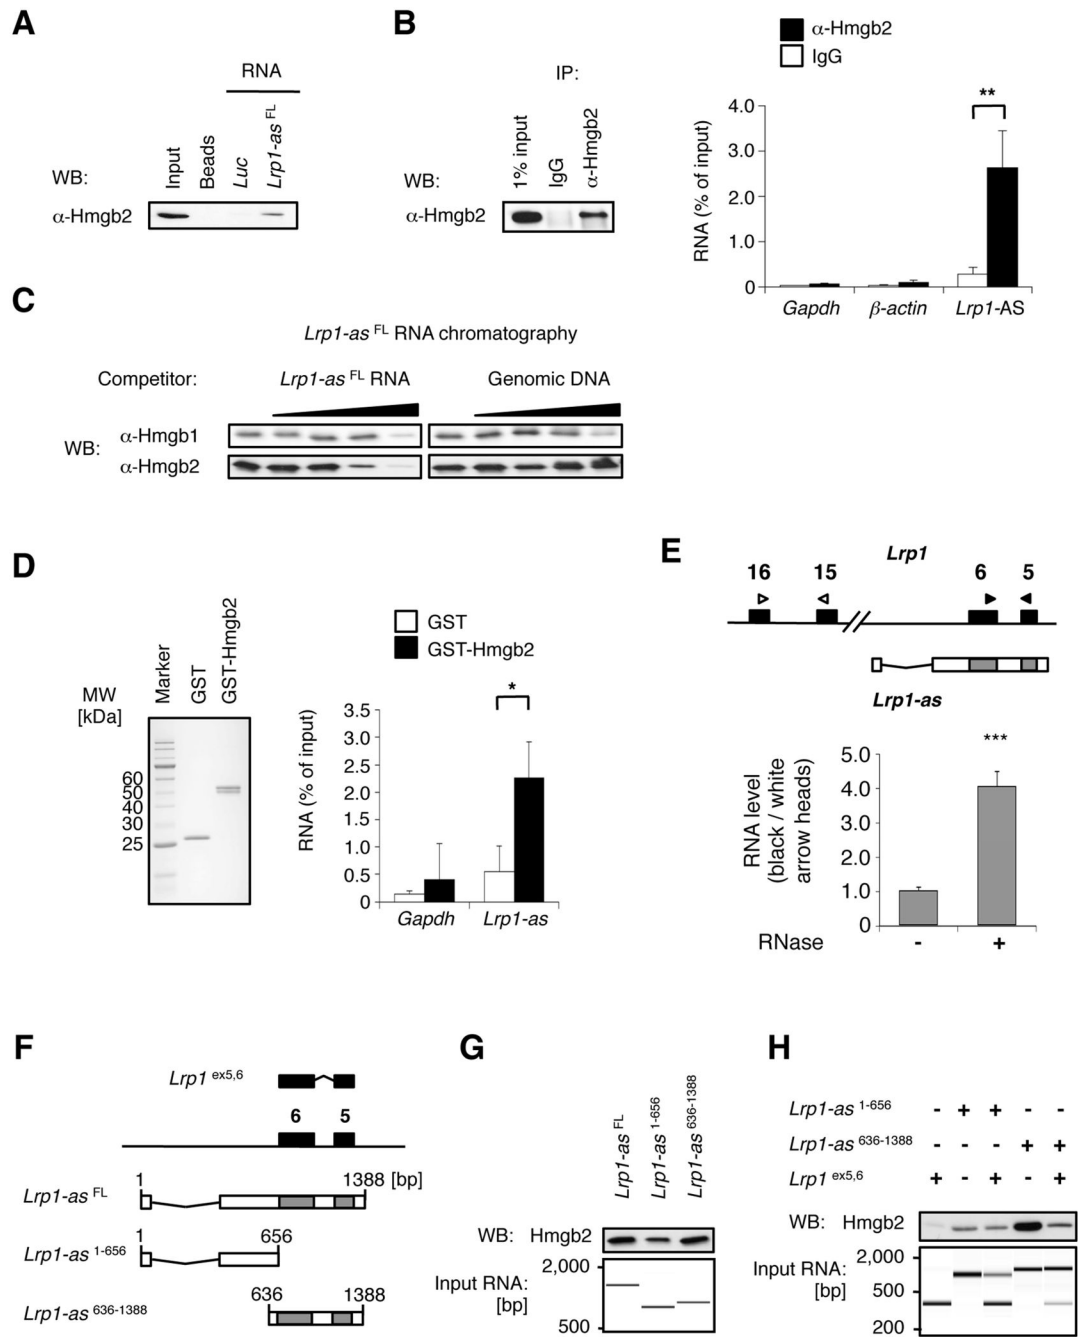 A
RNA
WB:
Input
Beads
Luc
Lrp1-as FL
α-Hmgb2
B
IP:
WB:
1% input
IgG
α-Hmgb2
α-Hmgb2
α-Hmgb2
IgG
RNA (% of input)
4.0
3.0
2.0
1.0
0
**
Gapdh
β-actin
Lrp1-AS
C
Lrp1-as FL RNA chromatography
Competitor:
Lrp1-as FL RNA
Genomic DNA
WB:
α-Hmgb1
α-Hmgb2
D
MW
[kDa]
Marker
GST
GST-Hmgb2
60
50
40
30
25
GST
GST-Hmgb2
RNA (% of input)
3.5
3.0
2.5
2.0
1.5
1.0
0.5
0
*
Gapdh
Lrp1-as
E
Lrp1
16 15 6 5
Lrp1-as
RNA level
(black / white
arrow heads)
5.0
4.0
3.0
2.0
1.0
0
***
RNase - +
F
Lrp1 ex5,6
6 5
1 1388 [bp]
Lrp1-as FL
1 656
Lrp1-as 1-656
636 1388
Lrp1-as 636-1388
G
Lrp1-as FL
Lrp1-as 1-656
Lrp1-as 636-1388
WB: Hmgb2
Input RNA:
[bp]
2,000
500
H
Lrp1-as 1-656 - + + - -
Lrp1-as 636-1388 - - - + +
Lrp1 ex5,6 + - + - +
WB: Hmgb2
Input RNA:
[bp]
2,000
500
200